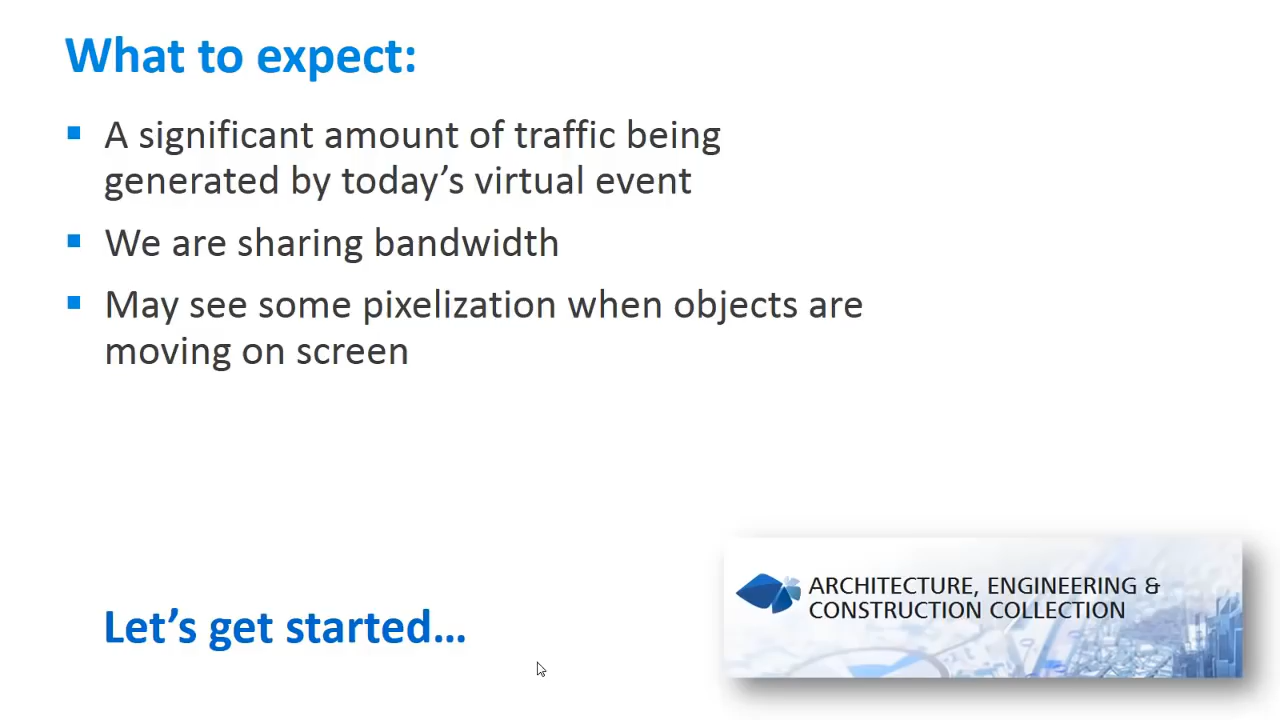 What to expect:
A significant amount of traffic being
generated by today’s virtual event
We are sharing bandwidth
May see some pixelization when objects are
moving on screen
Let’s get started…
ARCHITECTURE, ENGINEERING &
CONSTRUCTION COLLECTION